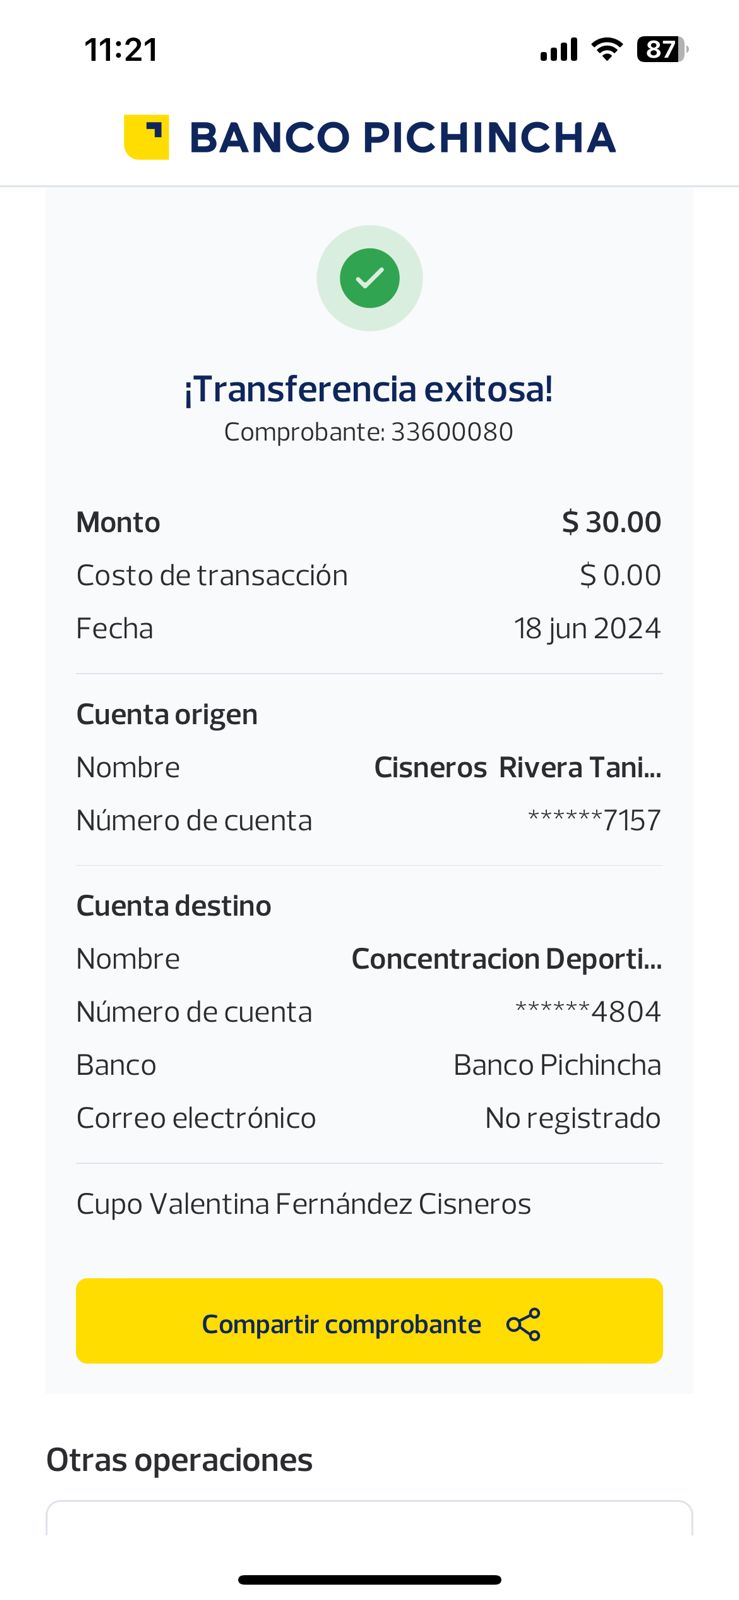 11:21
87
BANCO PICHINCHA
¡Transferencia exitosa!
Comprobante: 33600080
Monto $ 30.00
Costo de transacción $ 0.00
Fecha 18 jun 2024
Cuenta origen
Nombre Cisneros  Rivera Tani...
Número de cuenta ******7157
Cuenta destino
Nombre Concentracion Deporti...
Número de cuenta ******4804
Banco Banco Pichincha
Correo electrónico No registrado
Cupo Valentina Fernández Cisneros
Compartir comprobante
Otras operaciones